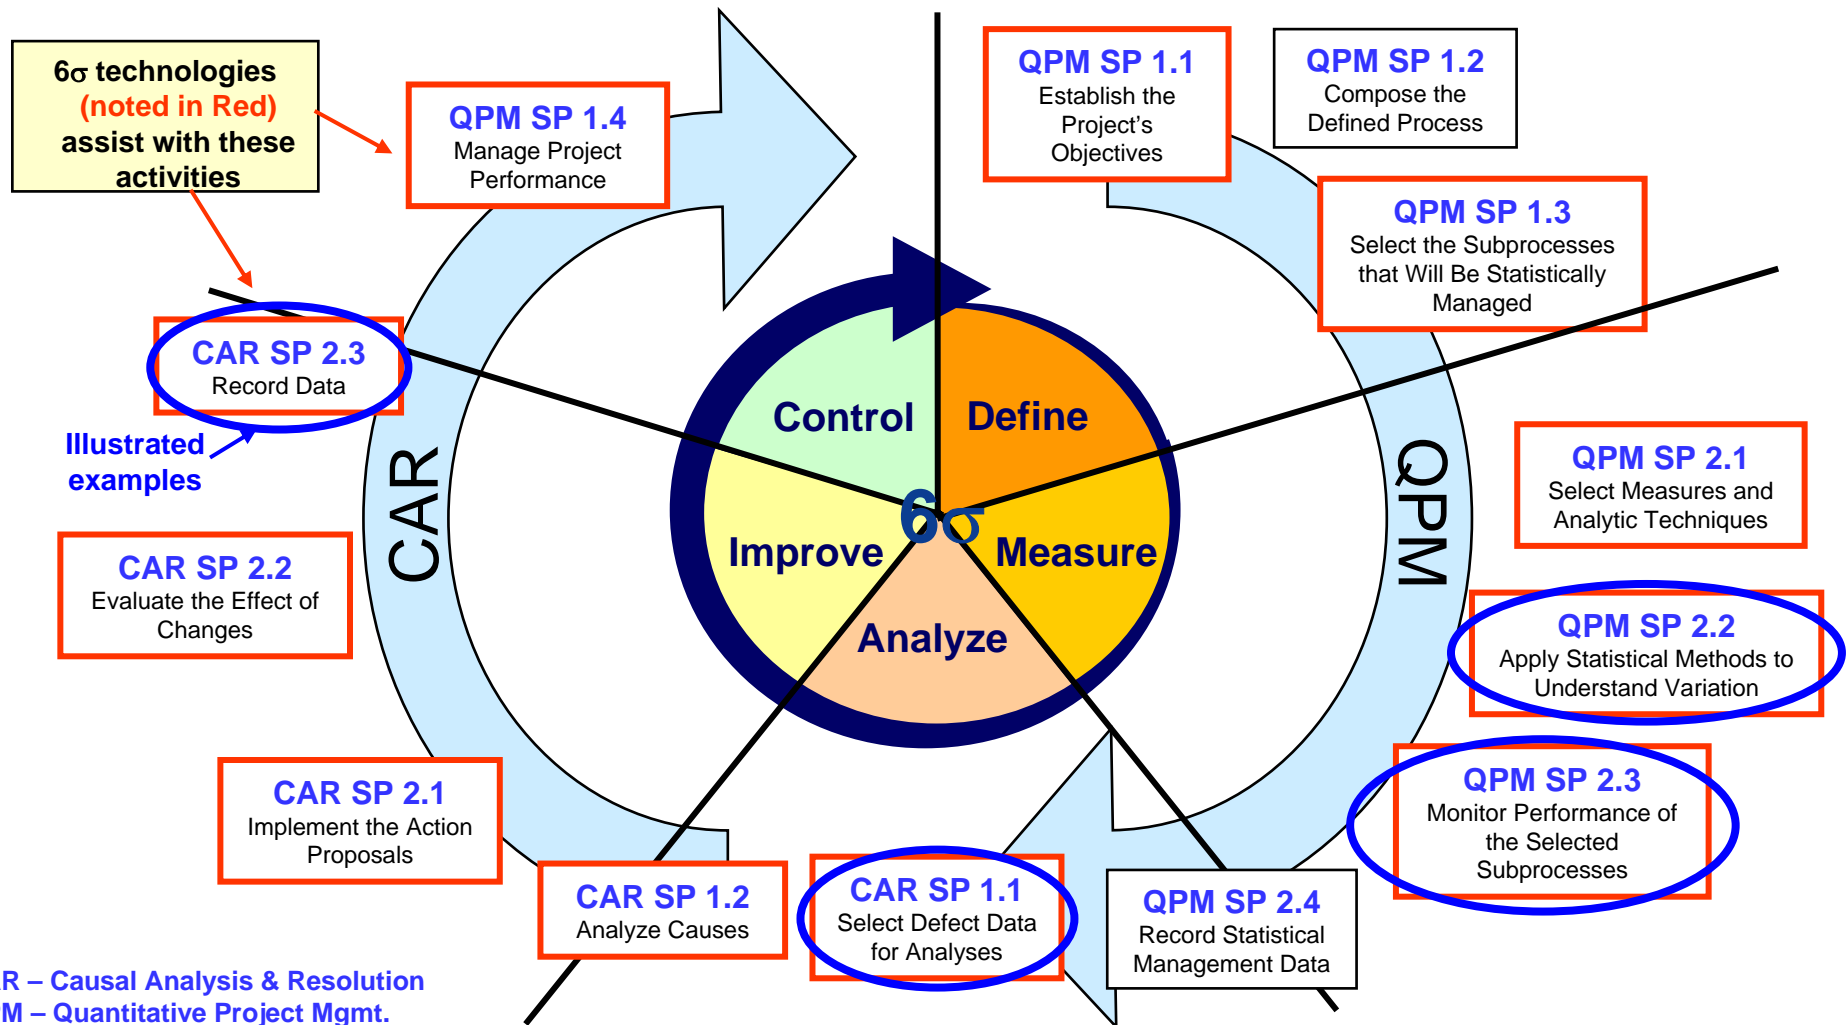 6σ technologies
(noted in Red)
assist with these
activities
QPM SP 1.4
Manage Project
Performance
QPM SP 1.1
Establish the
Project’s
Objectives
QPM SP 1.2
Compose the
Defined Process
QPM SP 1.3
Select the Subprocesses
that Will Be Statistically
Managed
CAR SP 2.3
Record Data
Illustrated
examples
CAR
Control
Define
6σ
Improve
Measure
Analyze
QPM
QPM SP 2.1
Select Measures and
Analytic Techniques
CAR SP 2.2
Evaluate the Effect of
Changes
QPM SP 2.2
Apply Statistical Methods to
Understand Variation
QPM SP 2.3
Monitor Performance of
the Selected
Subprocesses
CAR SP 2.1
Implement the Action
Proposals
CAR SP 1.2
Analyze Causes
CAR SP 1.1
Select Defect Data
for Analyses
QPM SP 2.4
Record Statistical
Management Data
AR – Causal Analysis & Resolution
PM – Quantitative Project Mgmt.